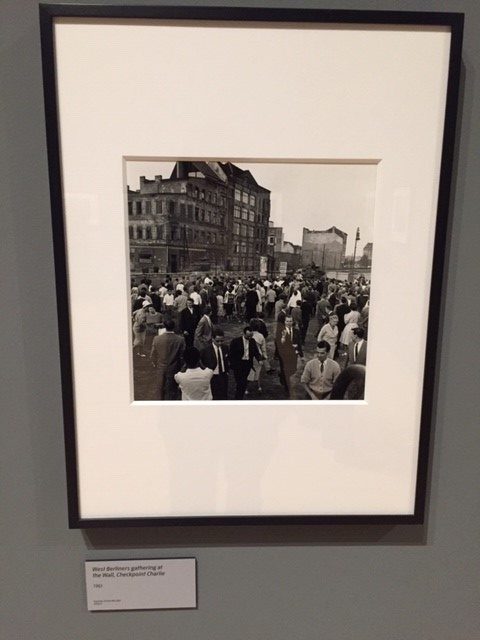 West Berliners gathering at
the Wall, Checkpoint Charlie
1961